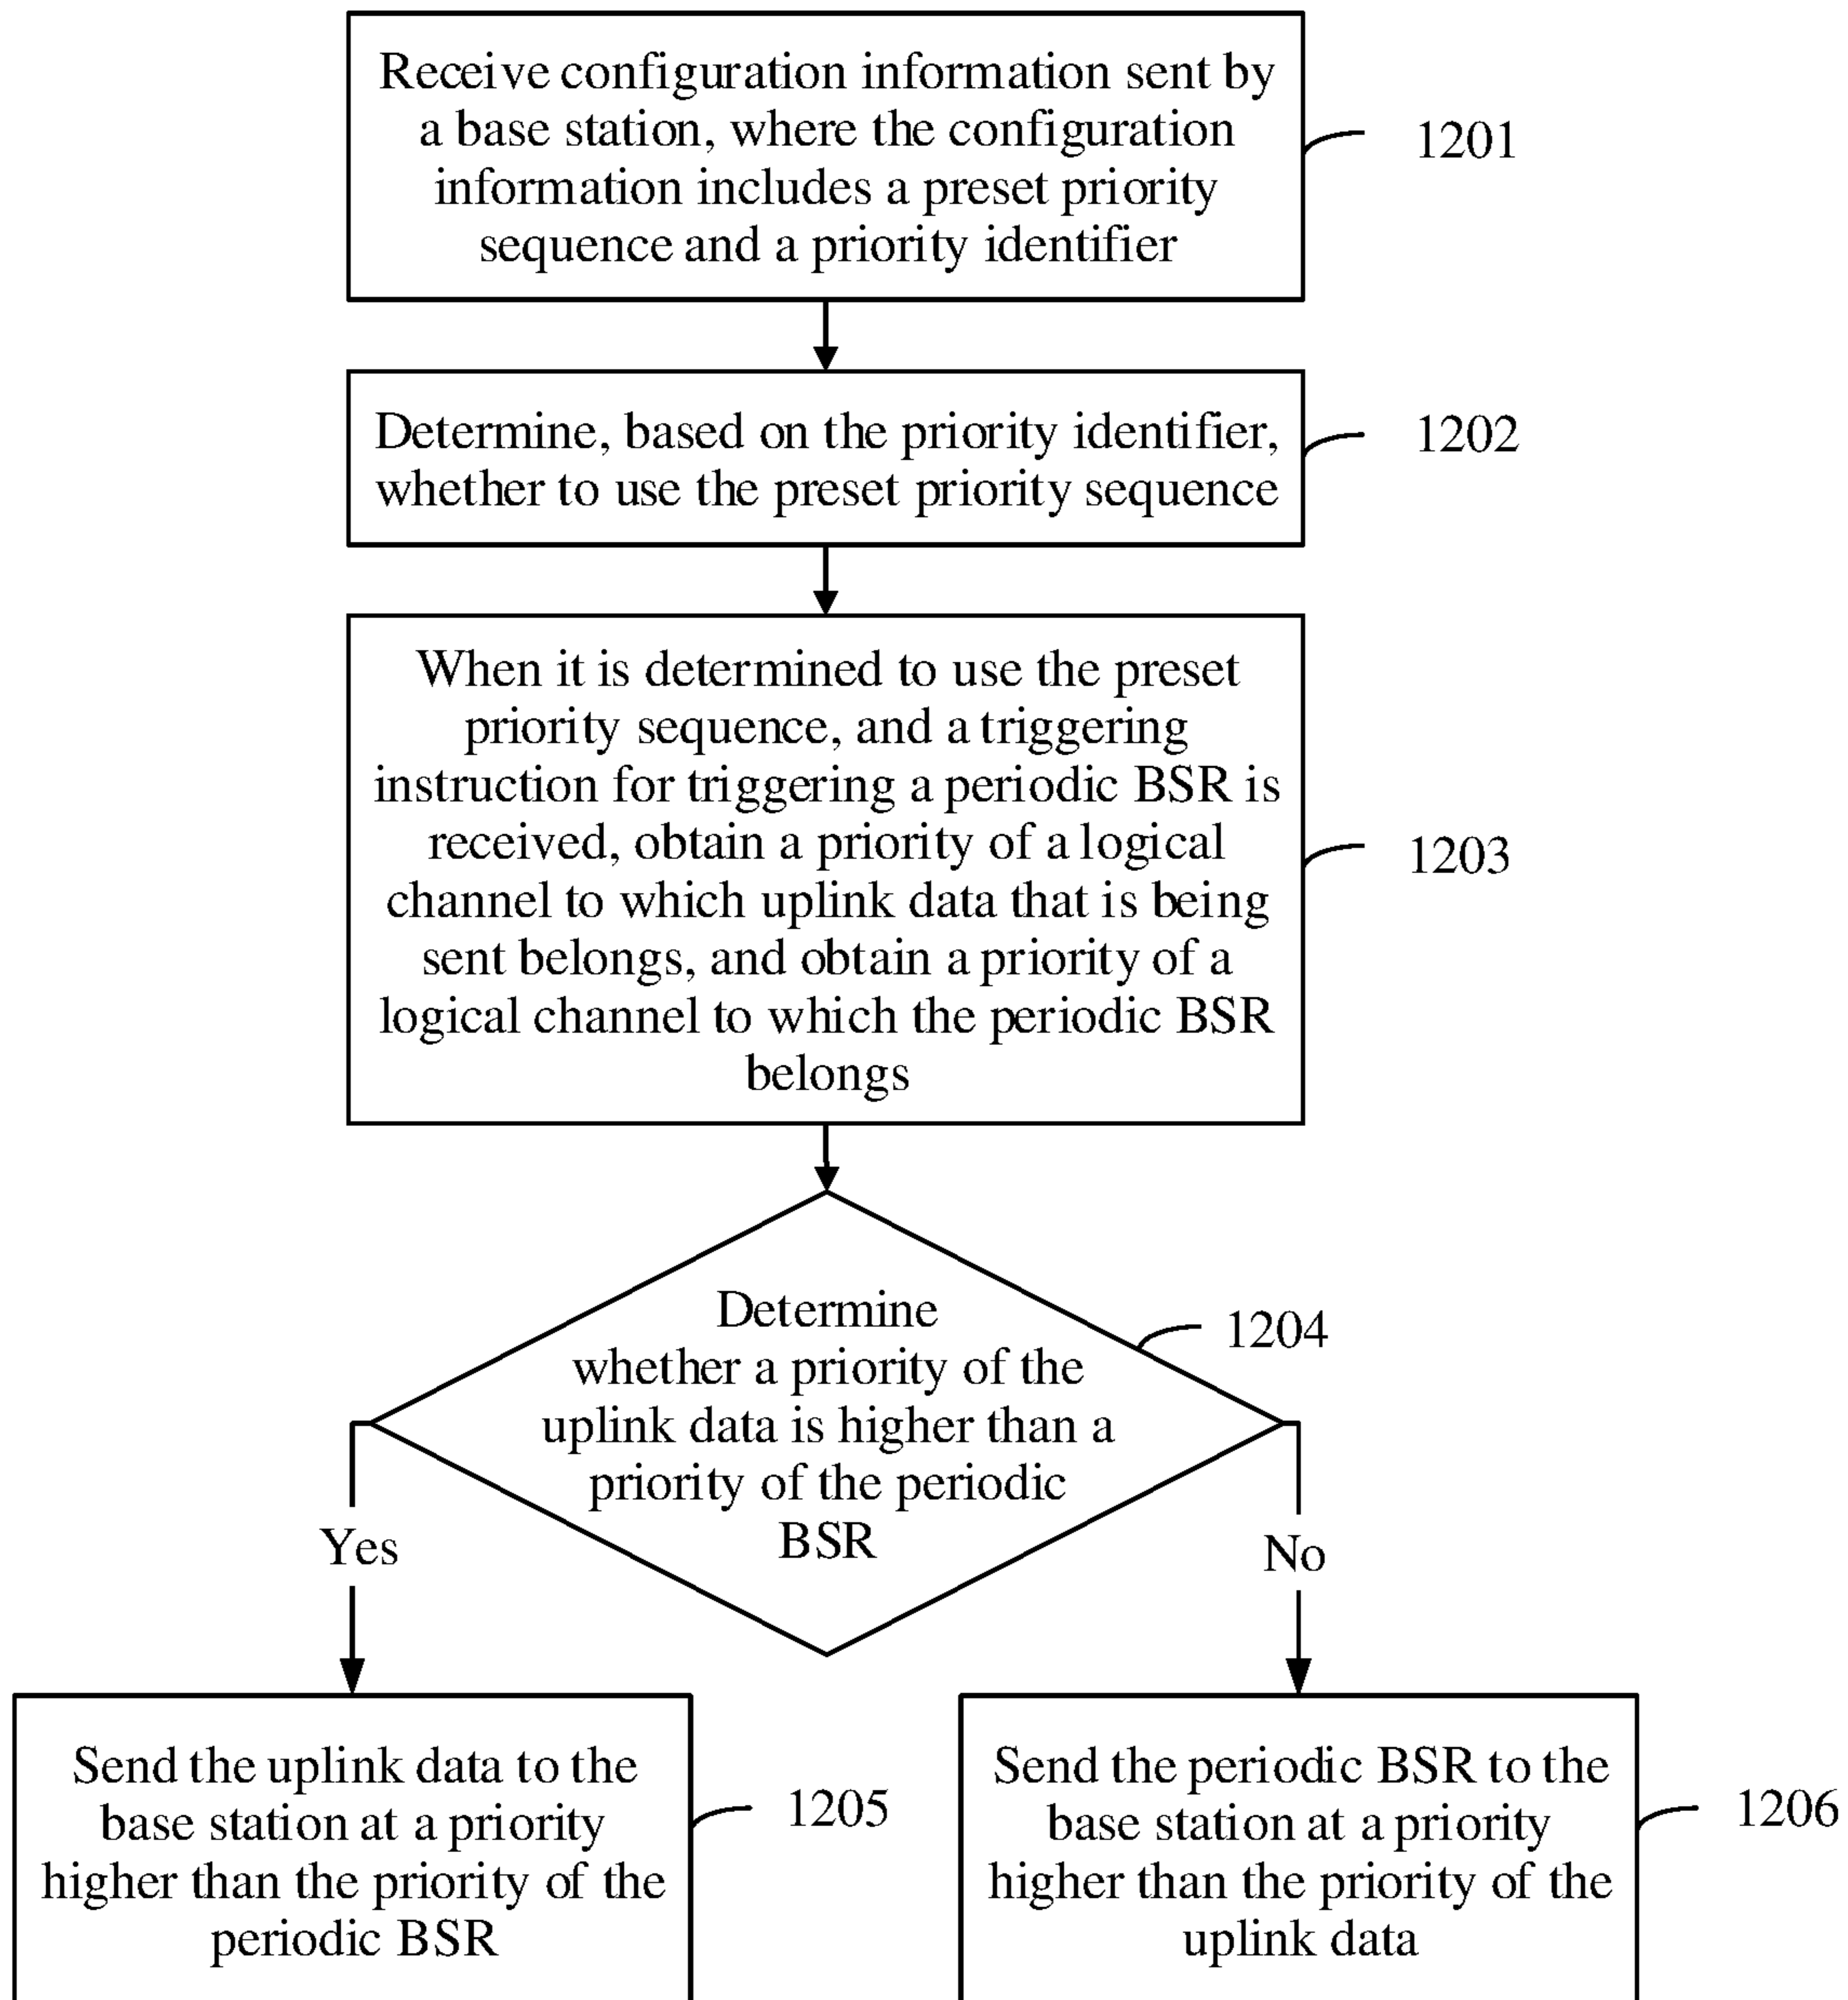 Receive configuration information sent by
a base station, where the configuration
information includes a preset priority
sequence and a priority identifier
1201
Determine, based on the priority identifier,
whether to use the preset priority sequence
1202
When it is determined to use the preset
priority sequence, and a triggering
instruction for triggering a periodic BSR is
received, obtain a priority of a logical
channel to which uplink data that is being
sent belongs, and obtain a priority of a
logical channel to which the periodic BSR
belongs
1203
Determine
whether a priority of the
uplink data is higher than a
priority of the periodic
BSR
1204
Yes
No
Send the uplink data to the
base station at a priority
higher than the priority of the
periodic BSR
1205
Send the periodic BSR to the
base station at a priority
higher than the priority of the
uplink data
1206